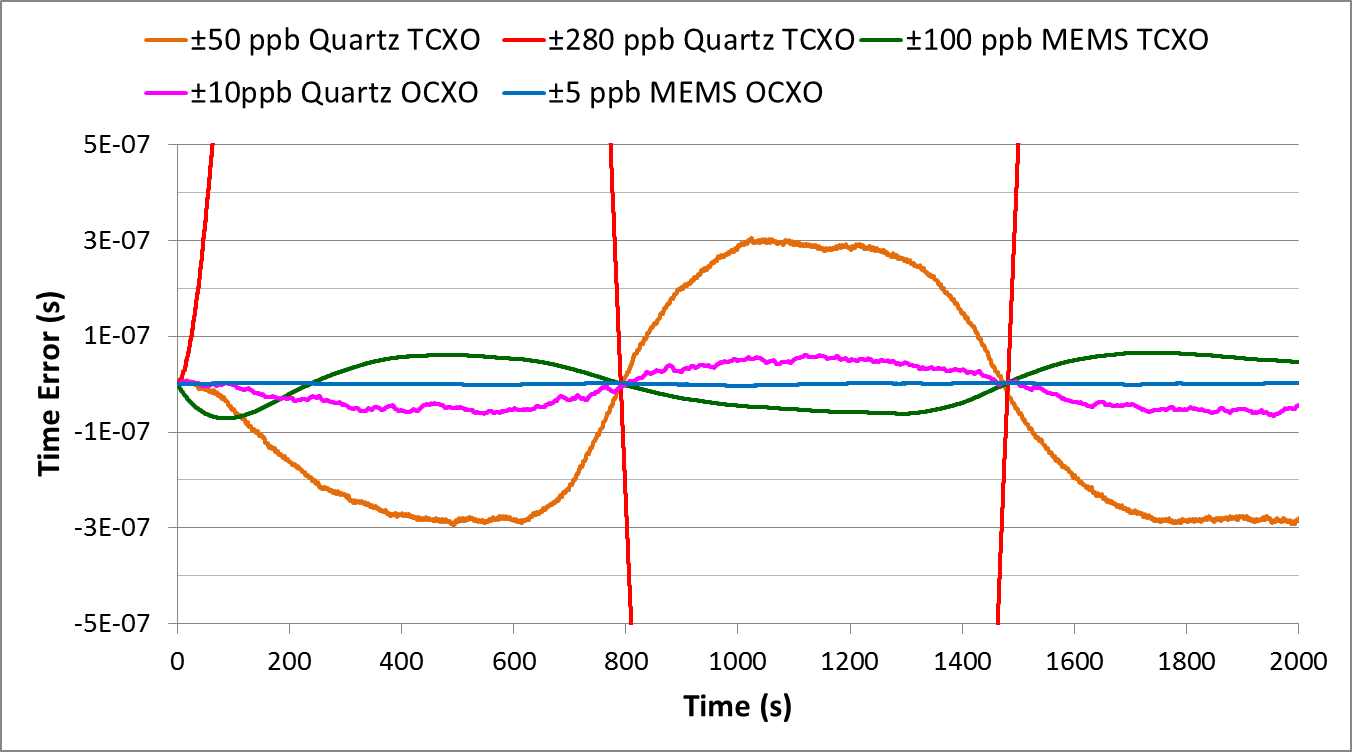 ±50 ppb Quartz TCXO ±280 ppb Quartz TCXO ±100 ppb MEMS TCXO
±10ppb Quartz OCXO ±5 ppb MEMS OCXO
Time Error (s)
5E-07
3E-07
1E-07
-1E-07
-3E-07
-5E-07
0 200 400 600 800 1000 1200 1400 1600 1800 2000
Time (s)